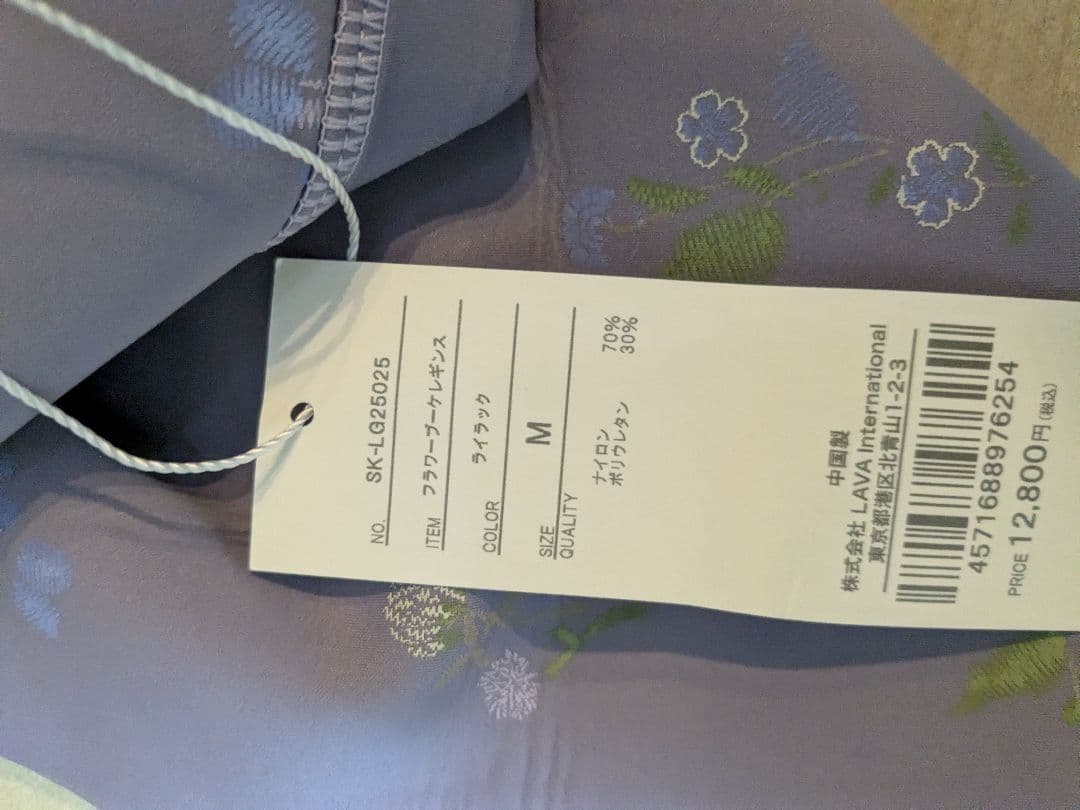 NO. SK-LG25025
ITEM フラワーブーケレギンス
COLOR ライラック
SIZE M
QUALITY
ナイロン 70%
ポリウレタン 30%
中国製
株式会社 LAVA International
東京都港区北青山1-2-3
4571688976254
PRICE 12,800円(税込)